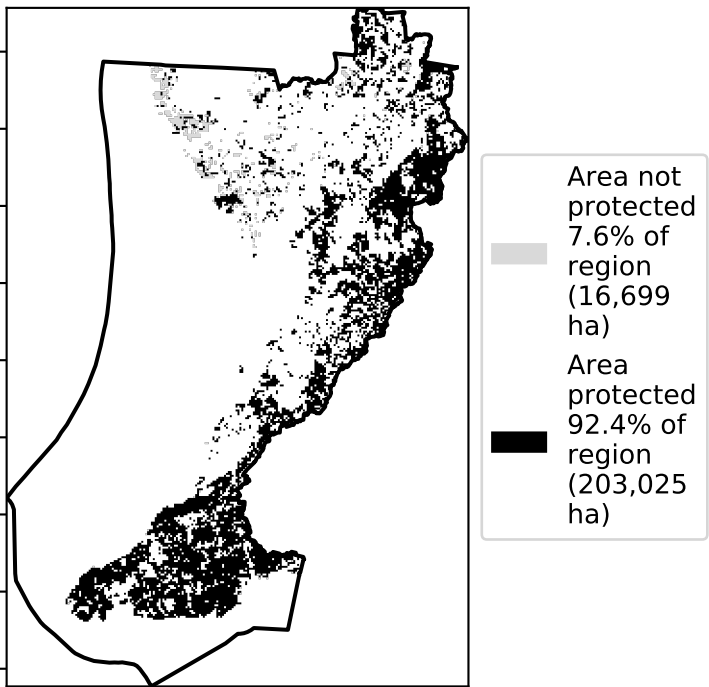 Area not
protected
7.6% of
region
(16,699
ha)
Area
protected
92.4% of
region
(203,025
ha)